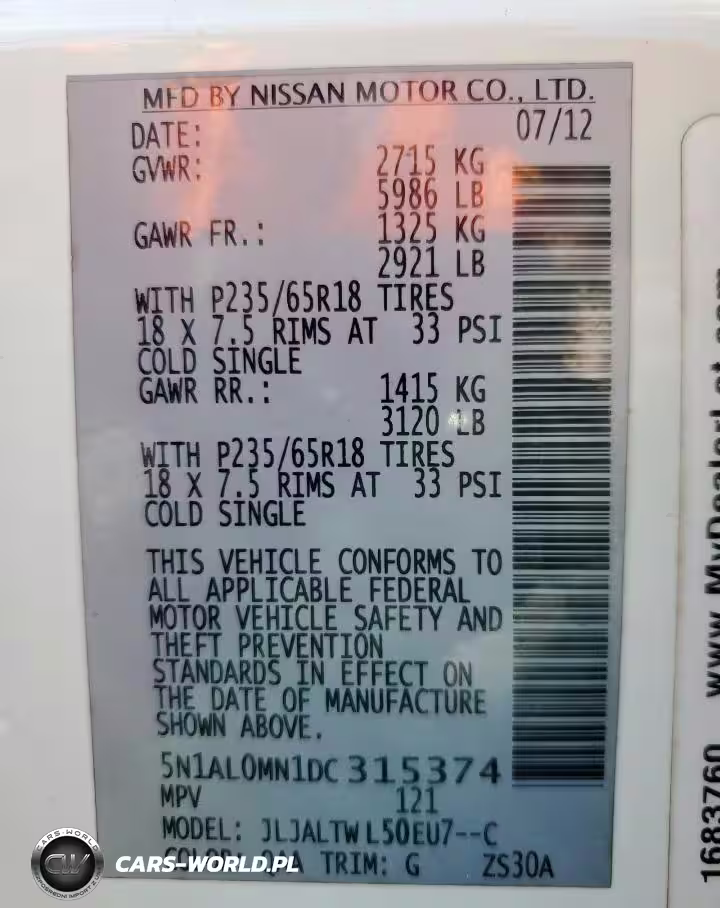 MFD BY NISSAN MOTOR CO., LTD.
DATE: 07/12
GVWR: 2715 KG
5986 LB
GAWR FR.: 1325 KG
2921 LB
WITH P235/65R18 TIRES
18 X 7.5 RIMS AT 33 PSI
COLD SINGLE
GAWR RR.: 1415 KG
3120 LB
WITH P235/65R18 TIRES
18 X 7.5 RIMS AT 33 PSI
COLD SINGLE
THIS VEHICLE CONFORMS TO
ALL APPLICABLE FEDERAL
MOTOR VEHICLE SAFETY AND
THEFT PREVENTION
STANDARDS IN EFFECT ON
THE DATE OF MANUFACTURE
SHOWN ABOVE.
5N1AL0MN1DC315374
MPV 121
MODEL: JLJALTWL50EU7--C
TRIM: G ZS30A
CARS-WORLD
CW
CARS-WORLD.PL
1683760